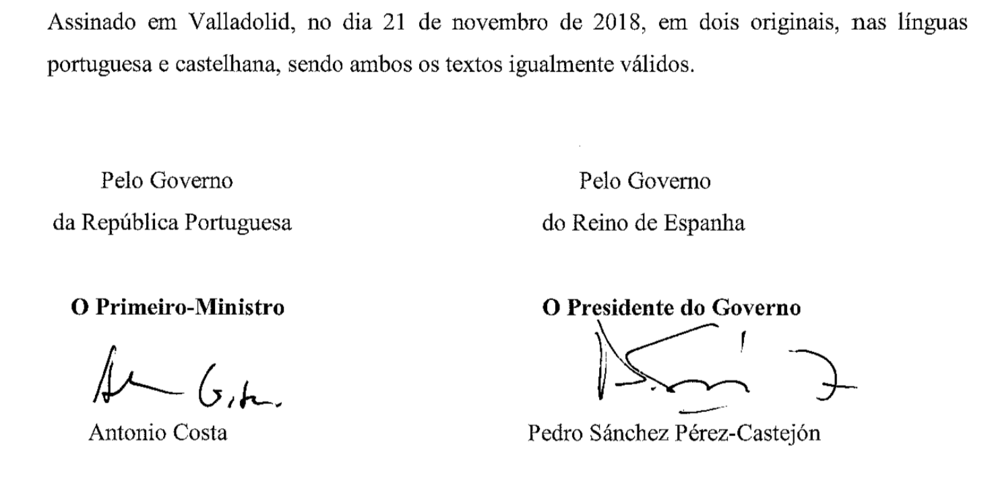 Assinado em Valladolid, no dia 21 de novembro de 2018, em dois originais, nas línguas
portuguesa e castelhana, sendo ambos os textos igualmente válidos.
Pelo Governo
da República Portuguesa
O Primeiro-Ministro
Antonio Costa
Pelo Governo
do Reino de Espanha
O Presidente do Governo
Pedro Sánchez Pérez-Castejón